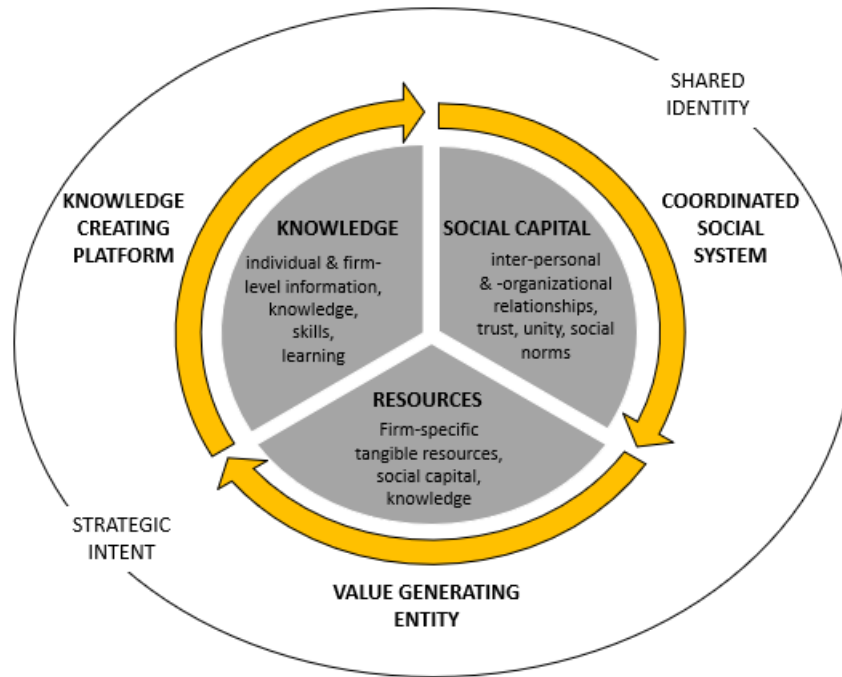 SHARED
IDENTITY
KNOWLEDGE
CREATING
PLATFORM
KNOWLEDGE
individual & firm-
level information,
knowledge,
skills,
learning
SOCIAL CAPITAL
inter-personal
& -organizational
relationships,
trust, unity, social
norms
COORDINATED
SOCIAL
SYSTEM
RESOURCES
Firm-specific
tangible resources,
social capital,
knowledge
STRATEGIC
INTENT
VALUE GENERATING
ENTITY